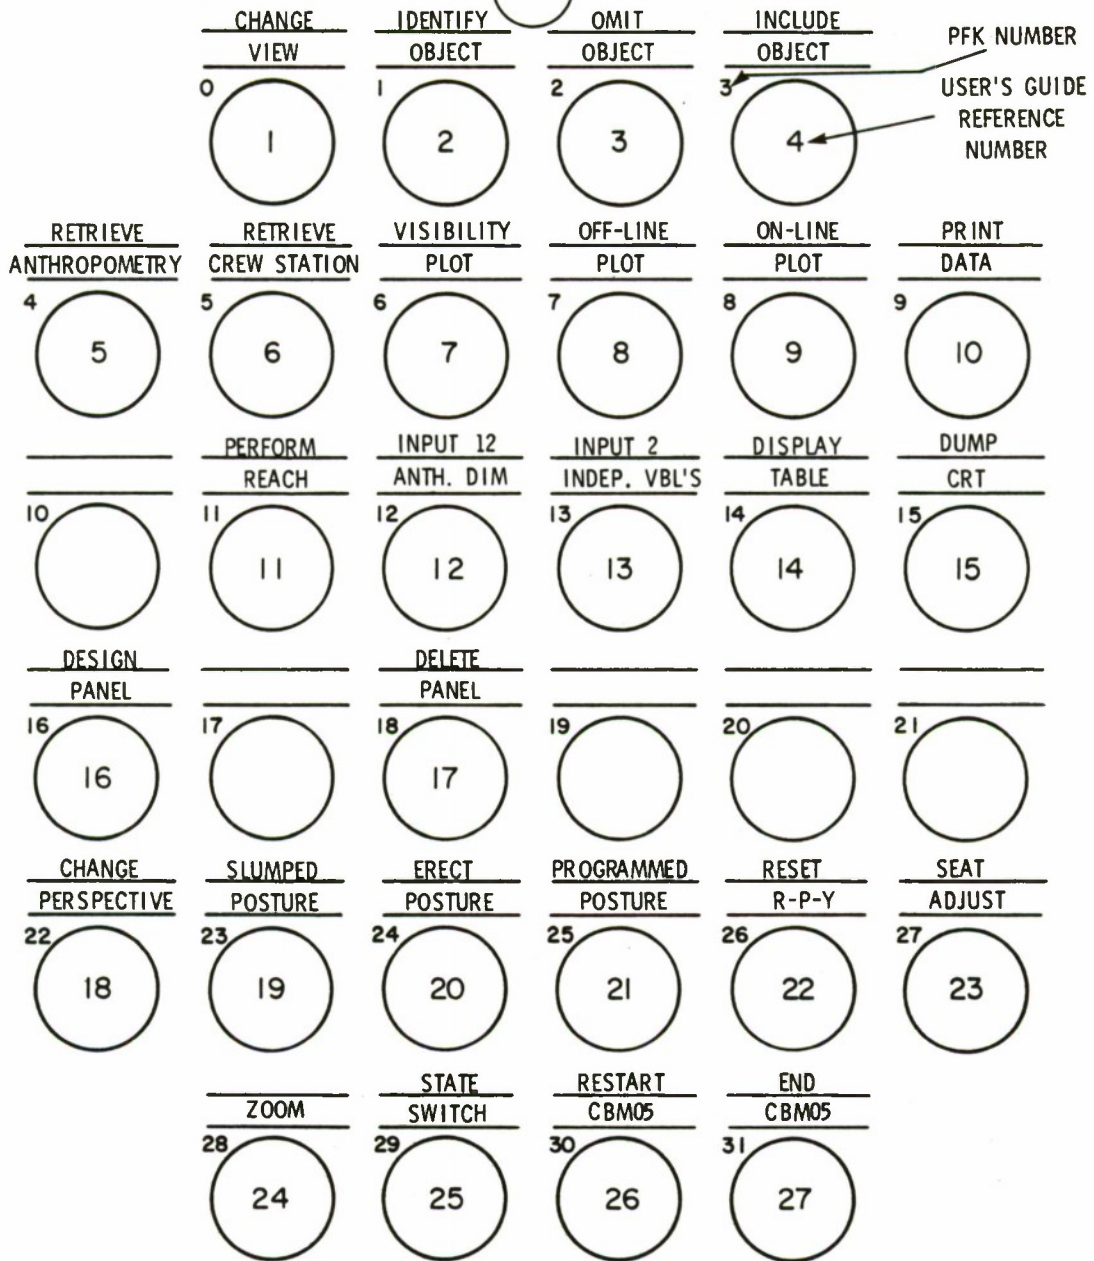 CHANGE IDENTIFY OMIT INCLUDE
VIEW OBJECT OBJECT OBJECT
PFK NUMBER
0 1 2 3
USER'S GUIDE
REFERENCE
NUMBER
1 2 3 4
RETRIEVE RETRIEVE VISIBILITY OFF-LINE ON-LINE PRINT
ANTHROPOMETRY CREW STATION PLOT PLOT PLOT DATA
4 5 6 7 8 9
5 6 7 8 9 10
PERFORM INPUT 12 INPUT 2 DISPLAY DUMP
REACH ANTH. DIM INDEP. VBL'S TABLE CRT
10 11 12 13 14 15
11 12 13 14 15
DESIGN DELETE
PANEL PANEL
16 17 18 19 20 21
16 17
CHANGE SLUMPED ERECT PROGRAMMED RESET SEAT
PERSPECTIVE POSTURE POSTURE POSTURE R-P-Y ADJUST
22 23 24 25 26 27
18 19 20 21 22 23
STATE RESTART END
ZOOM SWITCH CBM05 CBM05
28 29 30 31
24 25 26 27